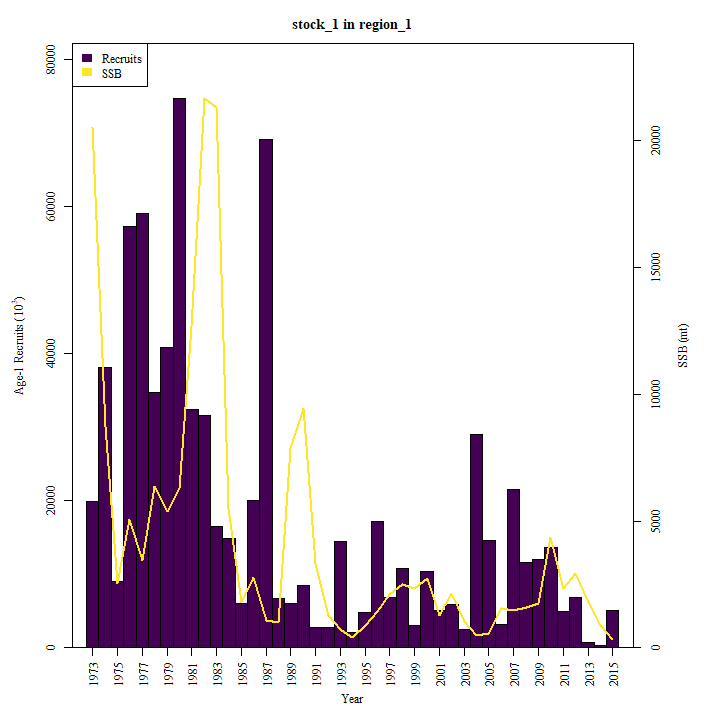 stock_1 in region_1
Recruits
SSB
Age-1 Recruits (10³)
80000
60000
40000
20000
0
SSB (mt)
20000
15000
10000
5000
0
1973 1975 1977 1979 1981 1983 1985 1987 1989 1991 1993 1995 1997 1999 2001 2003 2005 2007 2009 2011 2013 2015
Year